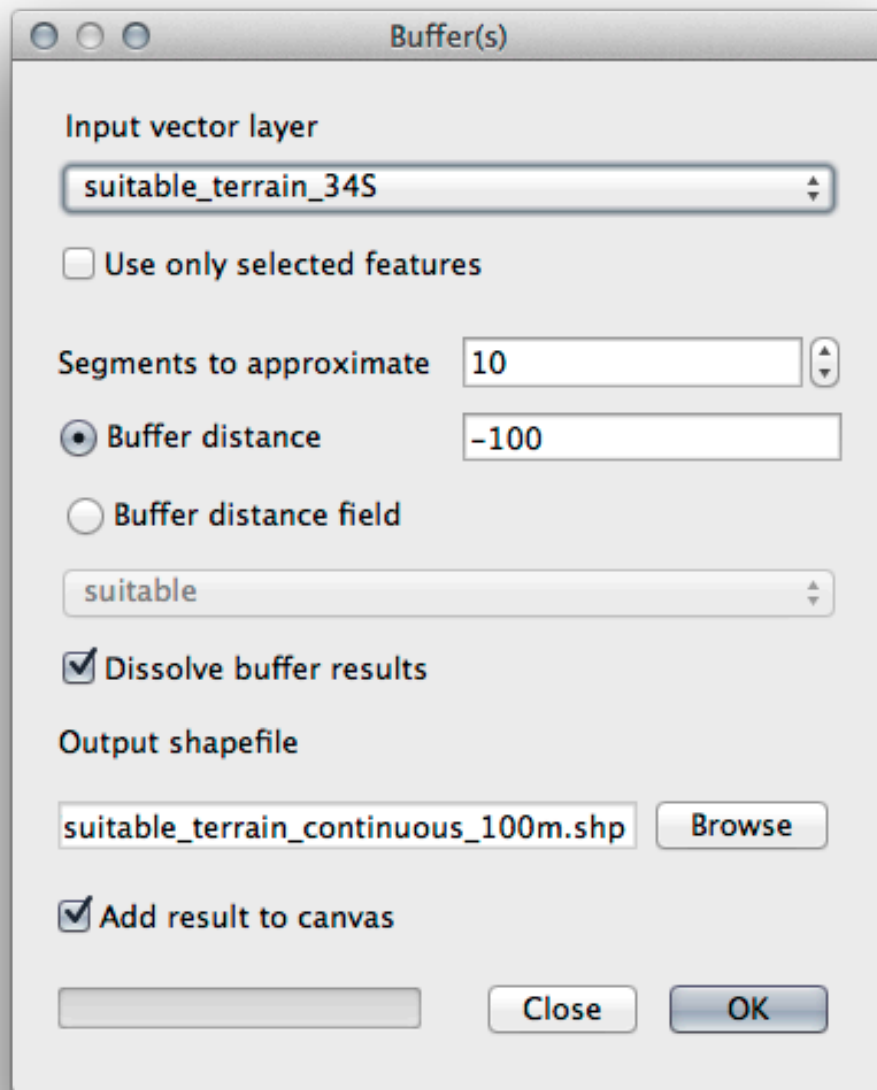 Buffer(s)
Input vector layer
suitable_terrain_34S
Use only selected features
Segments to approximate 10
Buffer distance -100
Buffer distance field
suitable
Dissolve buffer results
Output shapefile
suitable_terrain_continuous_100m.shp Browse
Add result to canvas
Close OK